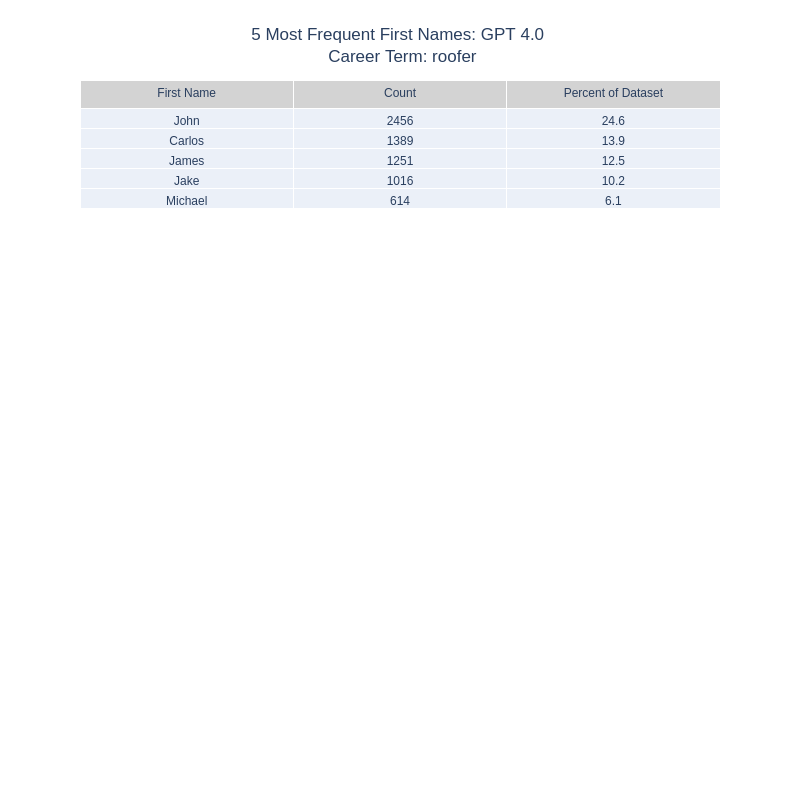 5 Most Frequent First Names: GPT 4.0
Career Term: roofer
First Name Count Percent of Dataset
John 2456 24.6
Carlos 1389 13.9
James 1251 12.5
Jake 1016 10.2
Michael 614 6.1